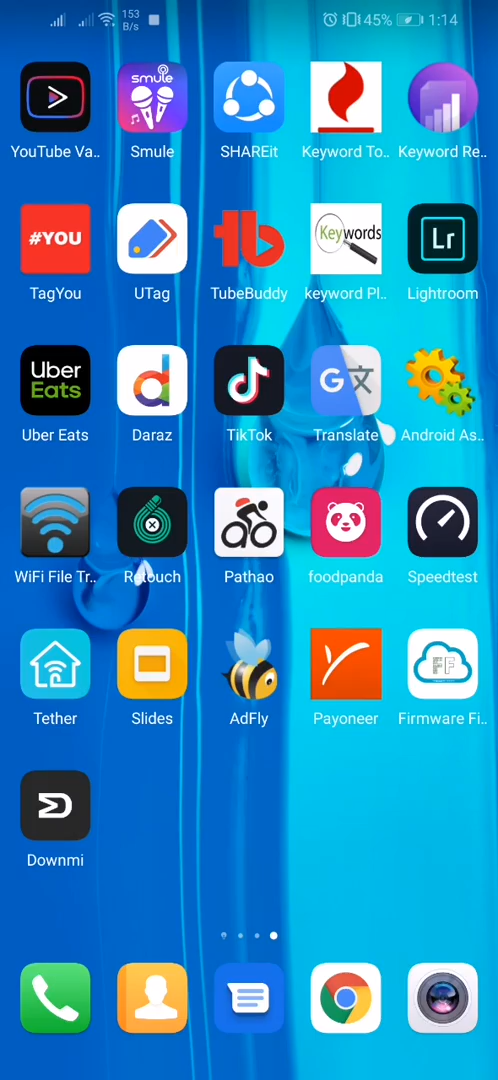 153
B/s
45%
1:14
smule
YouTube Va..
Smule
SHAREit
Keyword To..
Keyword Re..
#YOU
Keywords
Lr
TagYou
UTag
TubeBuddy
keyword Pl..
Lightroom
Uber
Eats
G文
Uber Eats
Daraz
TikTok
Translate
Android As..
WiFi File Tr..
Retouch
Pathao
foodpanda
Speedtest
FF
Tether
Slides
AdFly
Payoneer
Firmware Fi..
Downmi